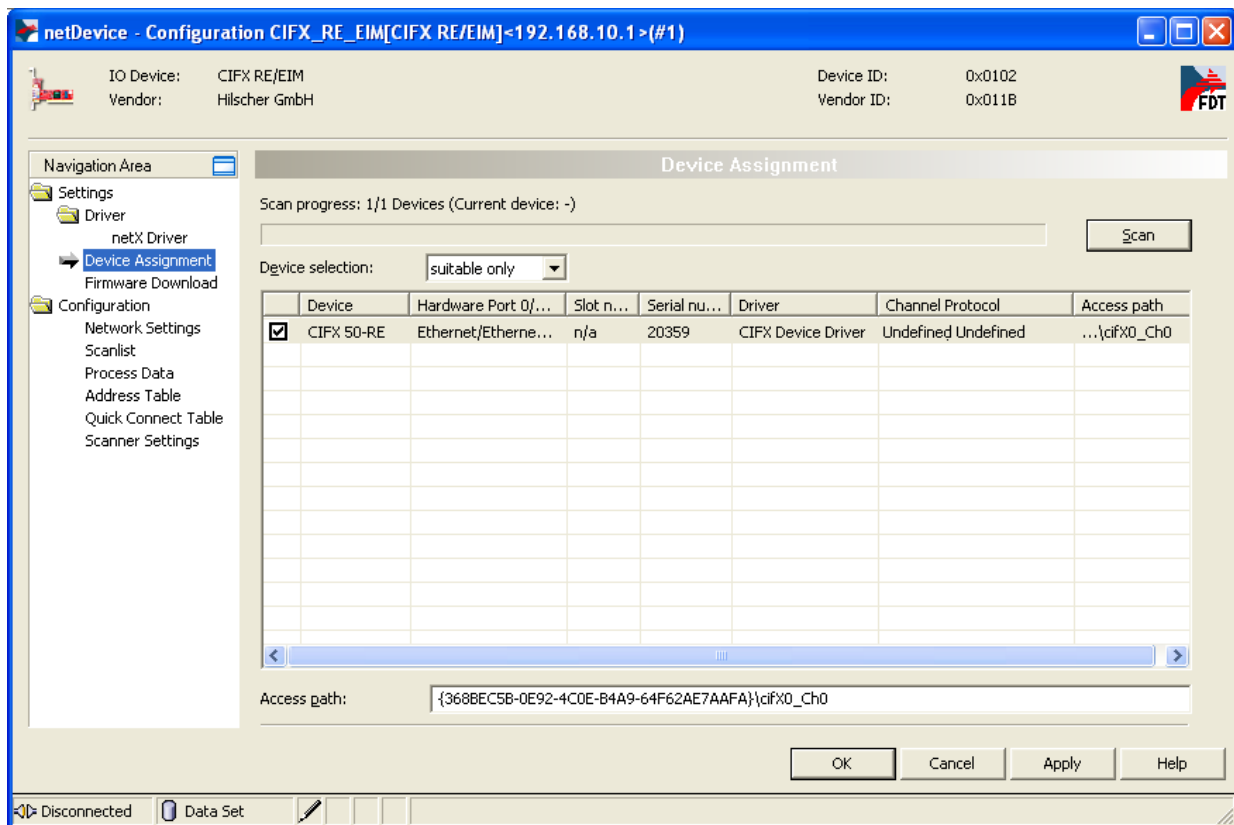 netDevice - Configuration CIFX_RE_EIM[CIFX RE/EIM]<192.168.10.1>(#1)
IO Device: CIFX RE/EIM Device ID: 0x0102
Vendor: Hilscher GmbH Vendor ID: 0x011B
FDT
Navigation Area
Settings
Driver
netX Driver
Device Assignment
Firmware Download
Configuration
Network Settings
Scanlist
Process Data
Address Table
Quick Connect Table
Scanner Settings
Device Assignment
Scan progress: 1/1 Devices (Current device: -)
Scan
Device selection: suitable only
Device Hardware Port 0/... Slot n... Serial nu... Driver Channel Protocol Access path
CIFX 50-RE Ethernet/Etherne... n/a 20359 CIFX Device Driver Undefined Undefined ...\cifX0_Ch0
Access path: {368BEC5B-0E92-4C0E-B4A9-64F62AE7AAFA}\cifX0_Ch0
OK Cancel Apply Help
Disconnected Data Set